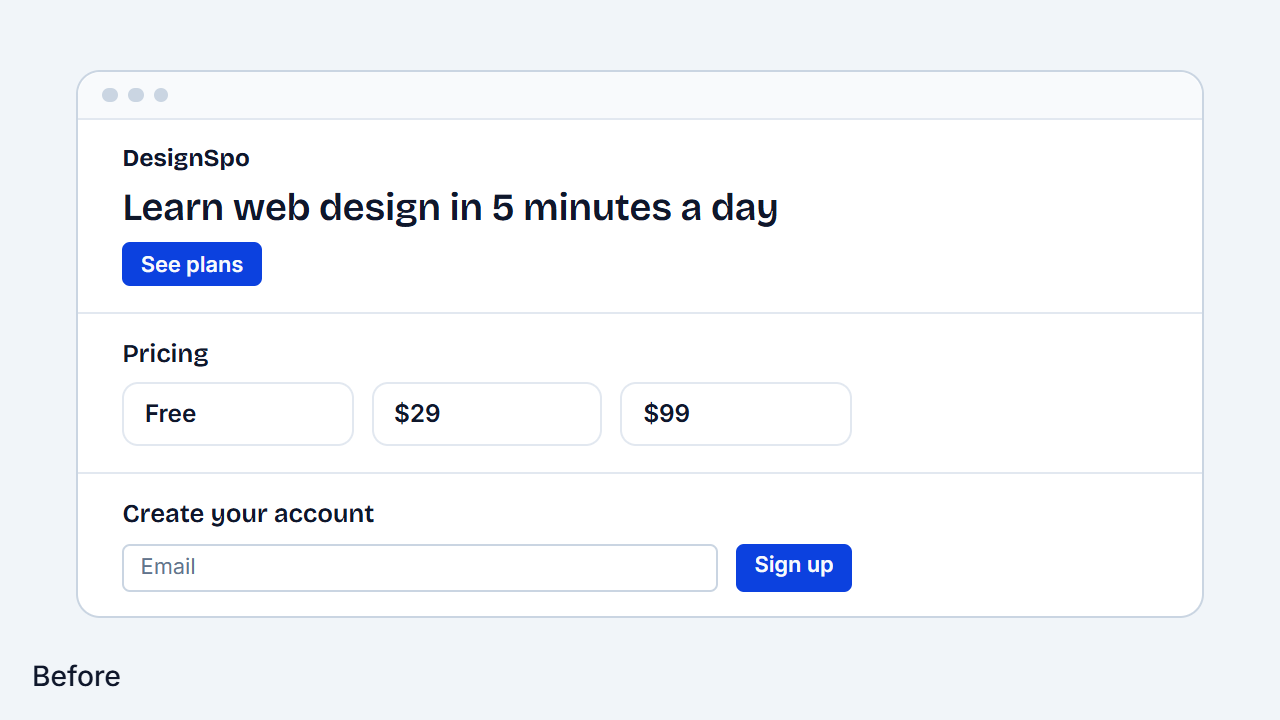 DesignSpo
Learn web design in 5 minutes a day
See plans
Pricing
Free
$29
$99
Create your account
Email
Sign up
Before